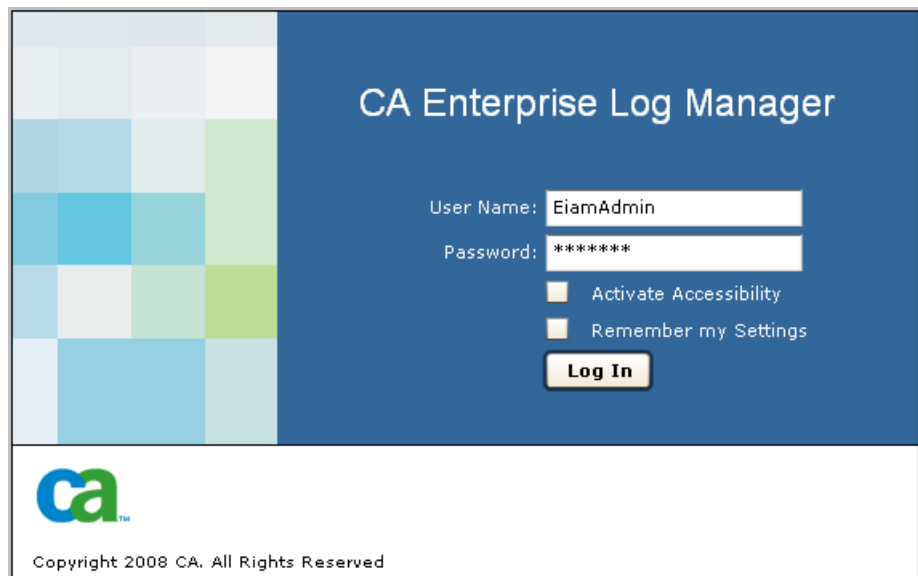 CA Enterprise Log Manager
User Name: EiamAdmin
Password: *******
Activate Accessibility
Remember my Settings
Log In
ca™
Copyright 2008 CA. All Rights Reserved